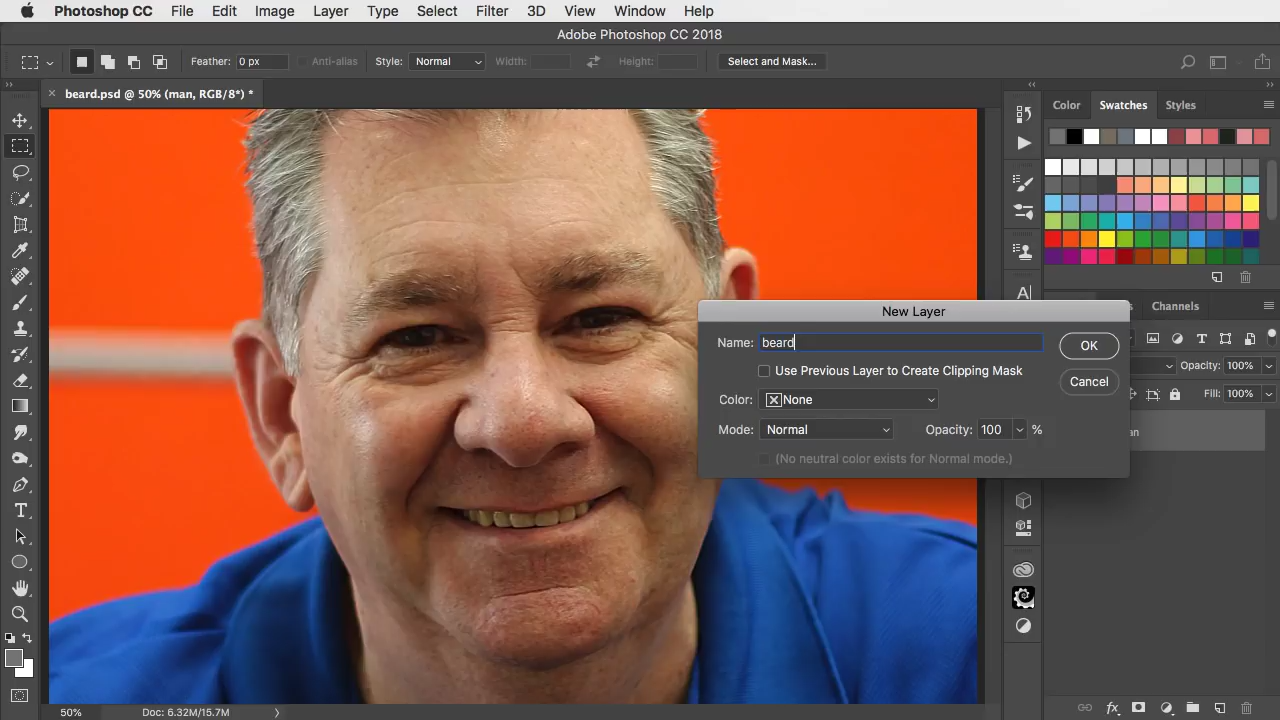 Photoshop CC File Edit Image Layer Type Select Filter 3D View Window Help
Adobe Photoshop CC 2018
Feather: 0 px Anti-alias Style: Normal Width: Height: Select and Mask...
× beard.psd @ 50% (man, RGB/8*) *
Color Swatches Styles
Channels
New Layer
Name: beard OK
Use Previous Layer to Create Clipping Mask
Cancel
Color: None
Mode: Normal Opacity: 100 %
(No neutral color exists for Normal mode.)
Opacity: 100%
Fill: 100%
an
50% Doc: 6.32M/15.7M